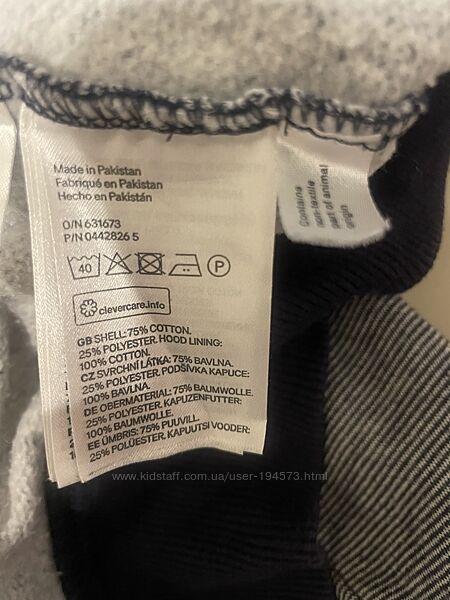 Made in Pakistan
Fabriqué en Pakistan
Hecho en Pakistán
O/N 631673
P/N 0442826 5
40
P
clevercare.info
GB SHELL: 75% COTTON.
25% POLYESTER. HOOD LINING:
100% COTTON.
CZ SVRCHNÍ LÁTKA: 75% BAVLNA.
25% POLYESTER. PODŠÍVKA KAPUCE:
100% BAVLNA.
DE OBERMATERIAL: 75% BAUMWOLLE.
25% POLYESTER. KAPUZENFUTTER:
100% BAUMWOLLE.
EE ÜMBRIS: 75% PUUVILL.
25% POLÜESTER. KAPUUTSI VOODER:
Contains
non-textile
part of animal
origin
www.kidstaff.com.ua/user-194573.html